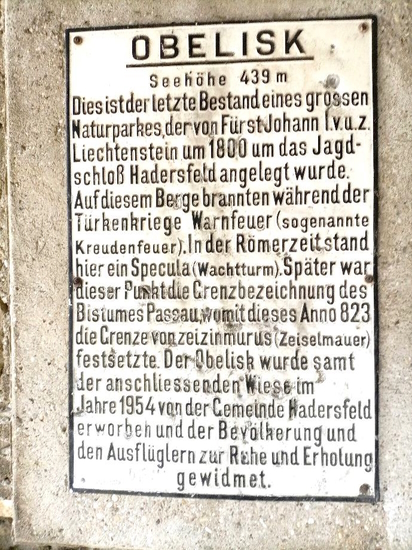 OBELISK
Seehöhe 439 m
Dies ist der letzte Bestand eines grossen
Naturparkes, der von Fürst Johann I. v. u. z.
Liechtenstein um 1800 um das Jagd-
schloß Hadersfeld angelegt wurde.
Auf diesem Berge brannten während der
Türkenkriege Warnfeuer (sogenannte
Kreudenfeuer). In der Römerzeit stand
hier ein Specula (Wachtturm). Später war
dieser Punkt die Grenzbezeichnung des
Bistumes Passau, womit dieses Anno 823
die Grenze von zeizinmurus (Zeiselmauer)
festsetzte. Der Obelisk wurde samt
der anschliessenden Wiese im
Jahre 1954 von der Gemeinde Hadersfeld
erworben und der Bevölkerung und
den Ausflüglern zur Ruhe und Erholung
gewidmet.